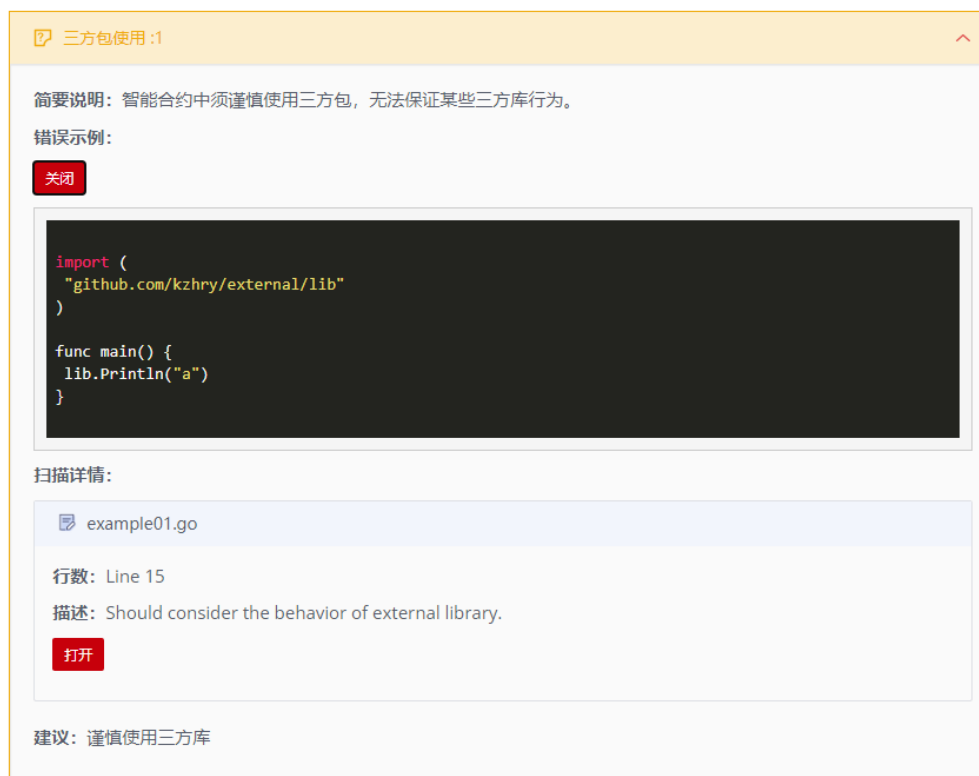 三方包使用 :1
简要说明：智能合约中须谨慎使用三方包，无法保证某些三方库行为。
错误示例：
关闭
import (
 "github.com/kzhry/external/lib"
)
func main() {
 lib.Println("a")
}
扫描详情：
example01.go
行数：Line 15
描述：Should consider the behavior of external library.
打开
建议：谨慎使用三方库